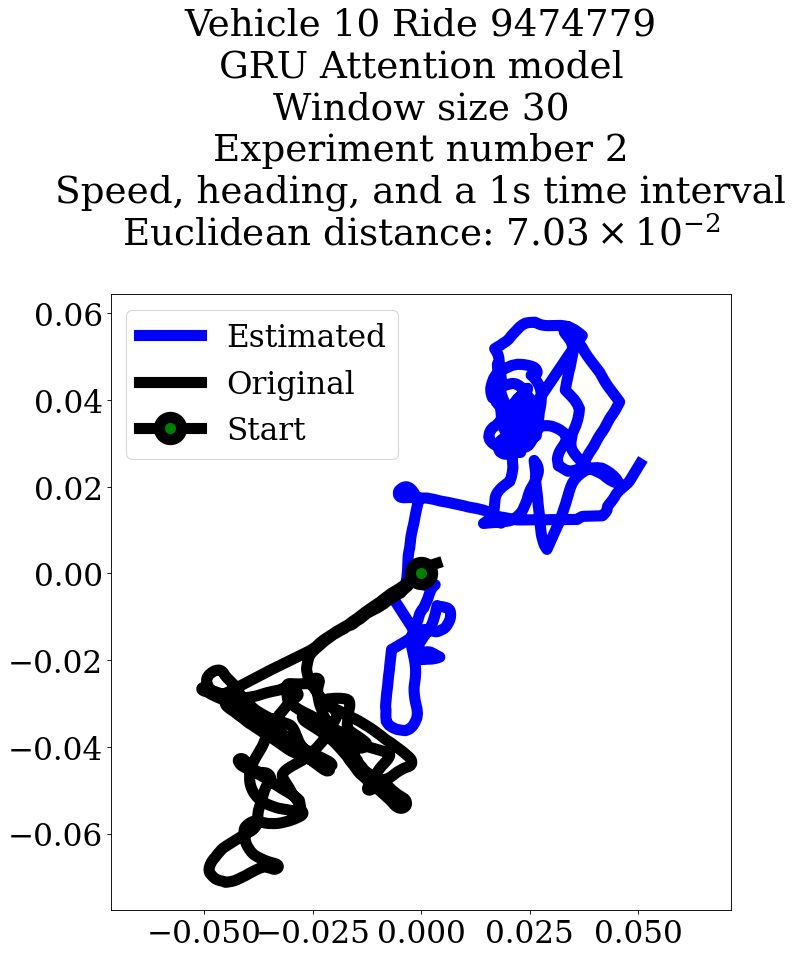 Vehicle 10 Ride 9474779
GRU Attention model
Window size 30
Experiment number 2
Speed, heading, and a 1s time interval
Euclidean distance: 7.03 × 10⁻²
Estimated
Original
Start
0.06
0.04
0.02
0.00
−0.02
−0.04
−0.06
−0.050 −0.025 0.000 0.025 0.050